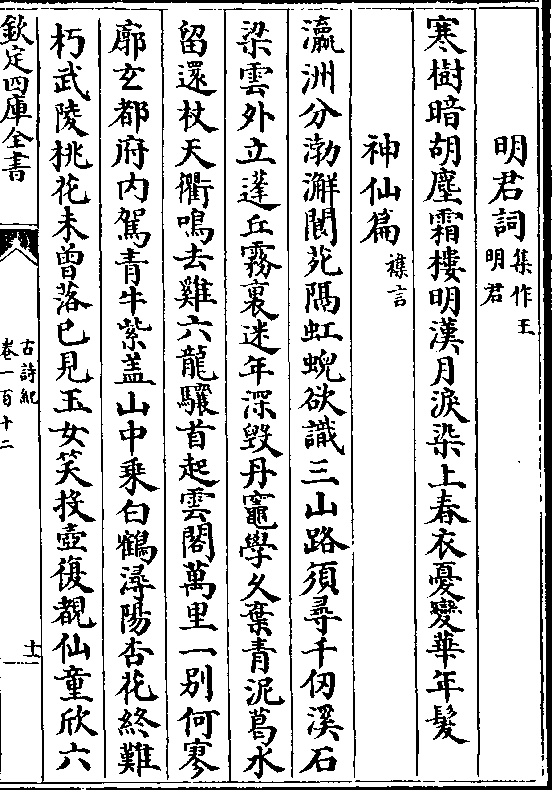 明君詞集作王
明君
寒樹暗胡塵霜樓明漢月淚染上春衣憂變華年髮
神仙篇襍言
瀛洲分渤澥閬苑隔虹蜺欲識三山路須尋千仞溪石
梁雲外立蓬丘霧裏迷年深毀丹竈學久棄青泥葛水
留還杖天衢鳴去雞六龍驤首起雲閣萬里一別何寥
廓玄都府内駕青牛紫盖山中乗白鶴潯陽杏花終難
朽武陵桃花未曾落已見玉女笑投壺復覩仙童欣六
欽定四庫全書
古詩紀
卷一百十二
十一